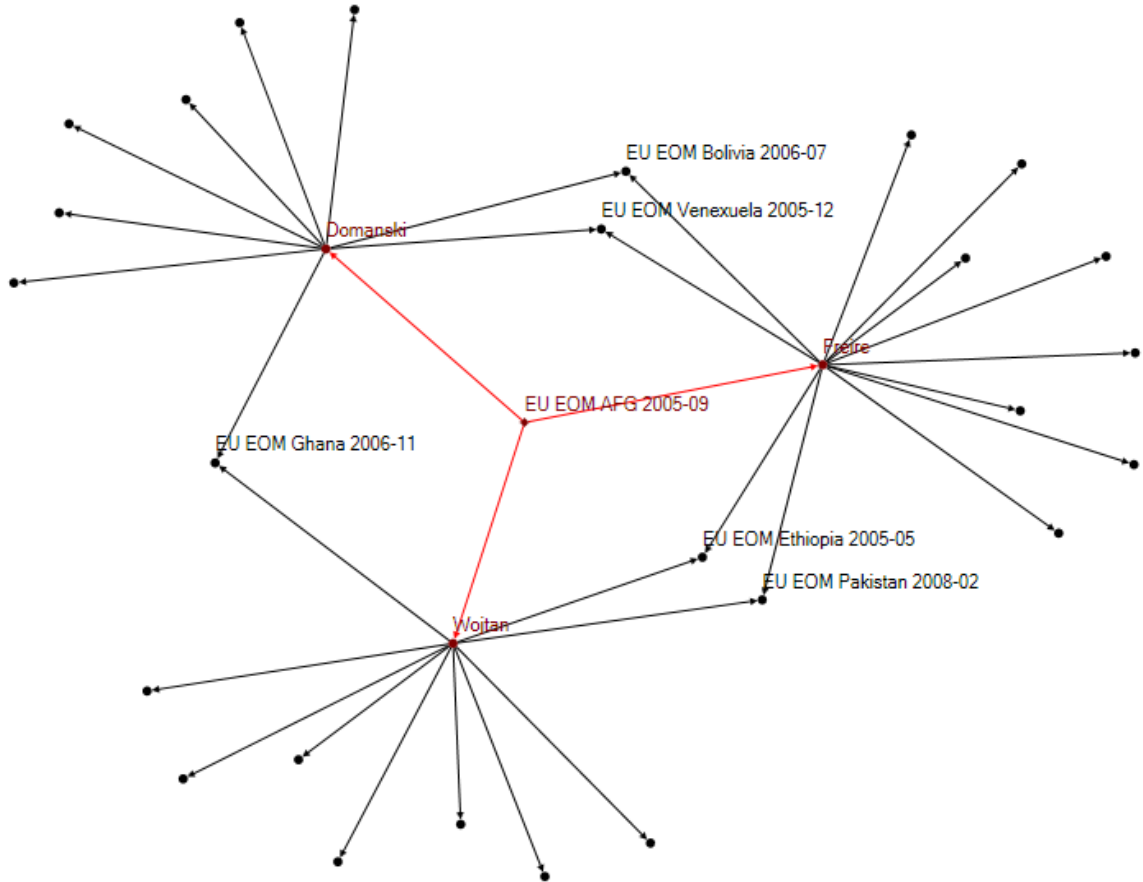 EU EOM Bolivia 2006-07
EU EOM Venexuela 2005-12
Domanski
Freire
EU EOM AFG 2005-09
EU EOM Ghana 2006-11
EU EOM Ethiopia 2005-05
EU EOM Pakistan 2008-02
Wojtan